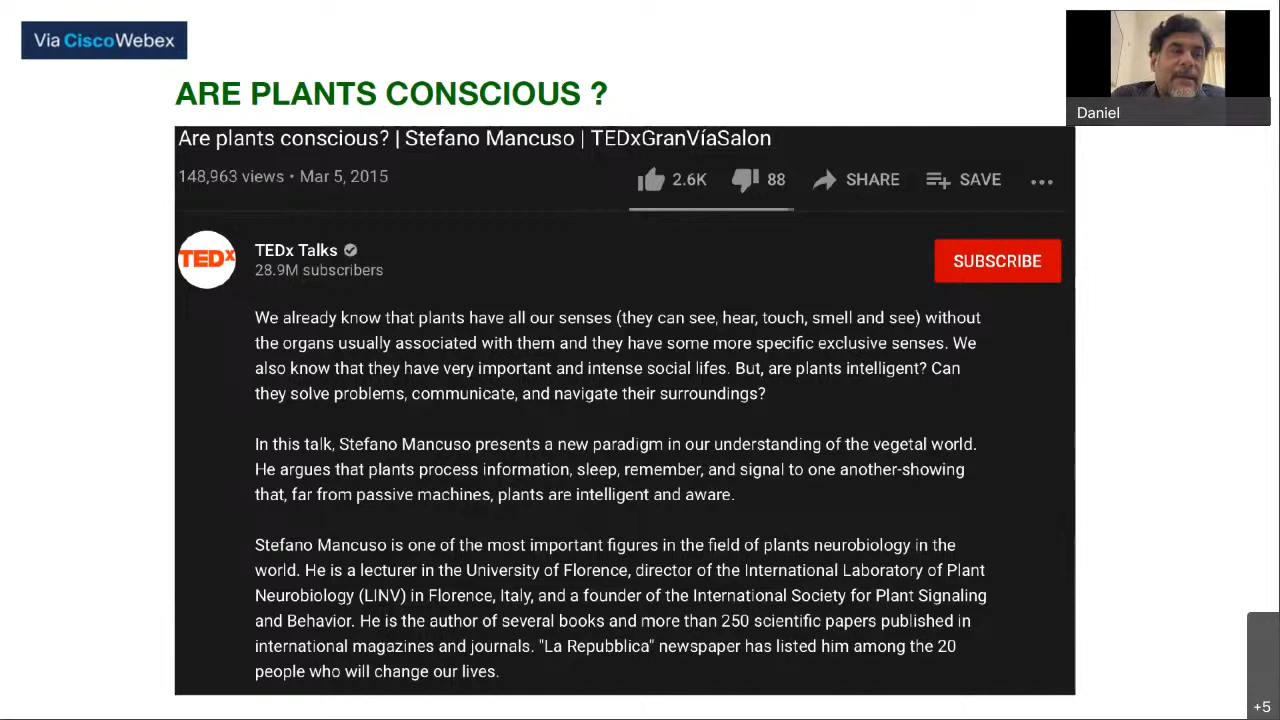 Via CiscoWebex
Daniel
ARE PLANTS CONSCIOUS ?
Are plants conscious? | Stefano Mancuso | TEDxGranVíaSalon
148,963 views • Mar 5, 2015
2.6K 88 SHARE SAVE ...
TEDx
TEDx Talks
28.9M subscribers
SUBSCRIBE
We already know that plants have all our senses (they can see, hear, touch, smell and see) without
the organs usually associated with them and they have some more specific exclusive senses. We
also know that they have very important and intense social lifes. But, are plants intelligent? Can
they solve problems, communicate, and navigate their surroundings?
In this talk, Stefano Mancuso presents a new paradigm in our understanding of the vegetal world.
He argues that plants process information, sleep, remember, and signal to one another-showing
that, far from passive machines, plants are intelligent and aware.
Stefano Mancuso is one of the most important figures in the field of plants neurobiology in the
world. He is a lecturer in the University of Florence, director of the International Laboratory of Plant
Neurobiology (LINV) in Florence, Italy, and a founder of the International Society for Plant Signaling
and Behavior. He is the author of several books and more than 250 scientific papers published in
international magazines and journals. "La Repubblica" newspaper has listed him among the 20
people who will change our lives.
+5